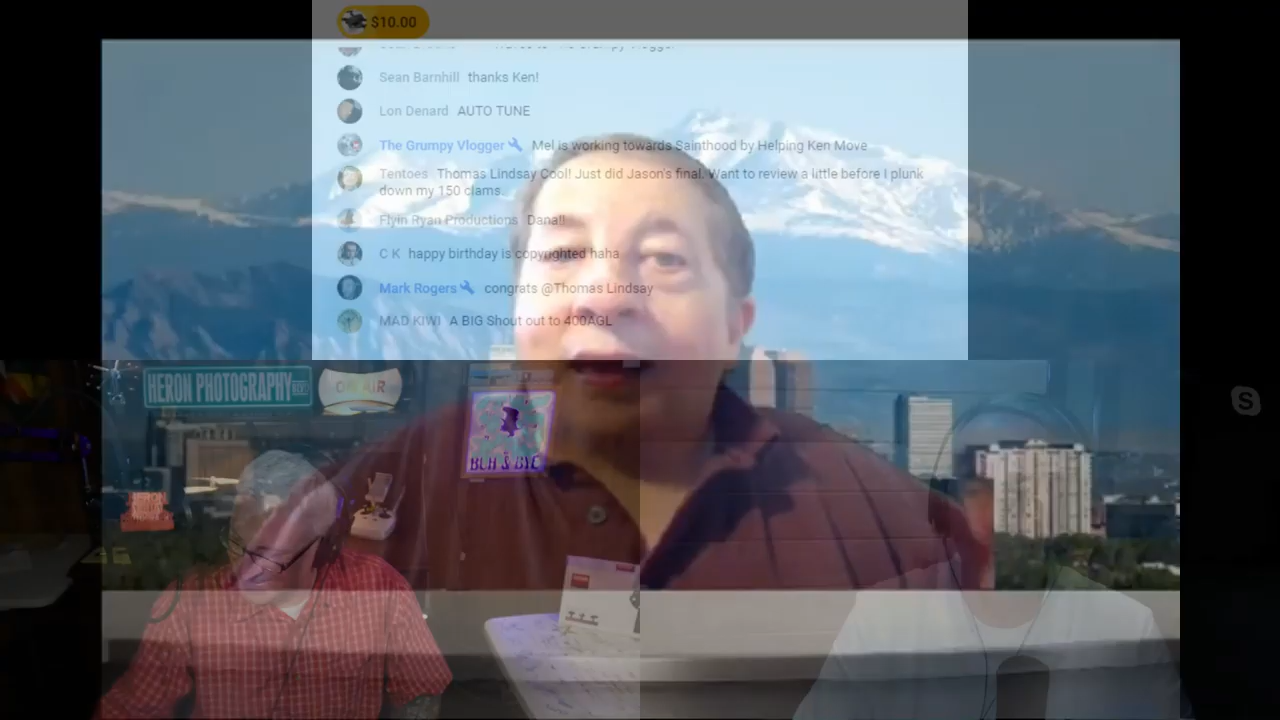 $10.00
Sean Barnhill thanks Ken!
Lon Denard AUTO TUNE
The Grumpy Vlogger Mel is working towards Sainthood by Helping Ken Move
Tentoes Thomas Lindsay Cool! Just did Jason's final. Want to review a little before I plunk
down my 150 clams.
Flyin Ryan Productions Dana!!
C K happy birthday is copyrighted haha
Mark Rogers congrats @Thomas Lindsay
MAD KIWI A BIG Shout out to 400AGL
HERON PHOTOGRAPHY
ON AIR
BLH & BYE